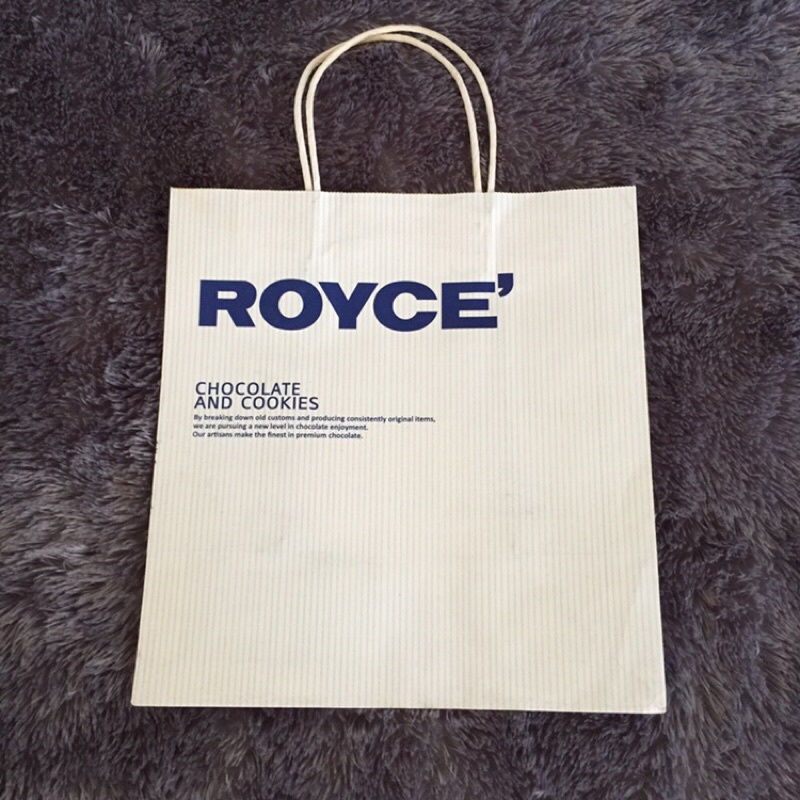 ROYCE'
CHOCOLATE
AND COOKIES
By breaking down old customs and producing consistently original items,
we are pursuing a new level in chocolate enjoyment.
Our artisans make the finest in premium chocolate.